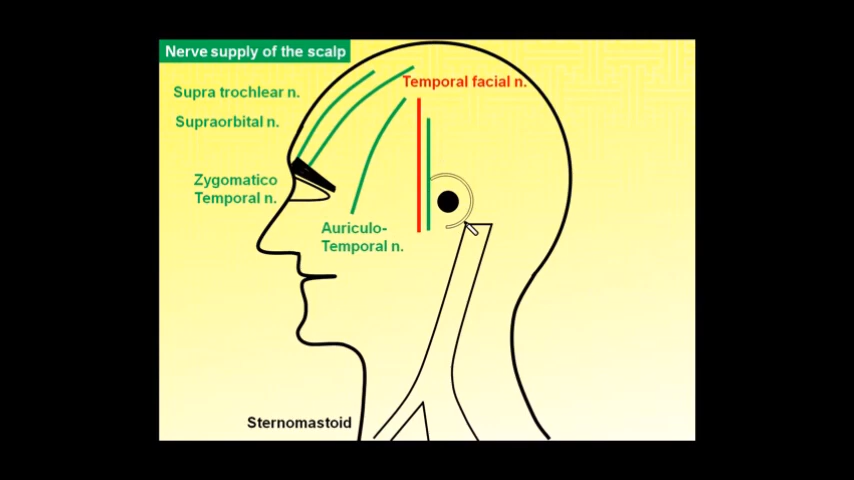 Nerve supply of the scalp
Temporal facial n.
Supra trochlear n.
Supraorbital n.
Zygomatico
Temporal n.
Auriculo-
Temporal n.
Sternomastoid